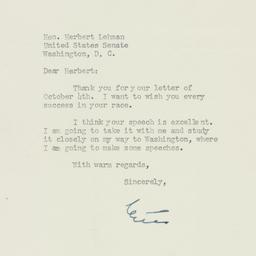 Hon. Herbert Lehman
United States Senate
Washington, D. C.
Dear Herbert:
Thank you for your letter of
October 4th. I want to wish you every
success in your race.
I think your speech is excellent.
I am going to take it with me and study
it closely on my way to Washington, where
I am going to make some speeches.
With warm regards,
Sincerely,